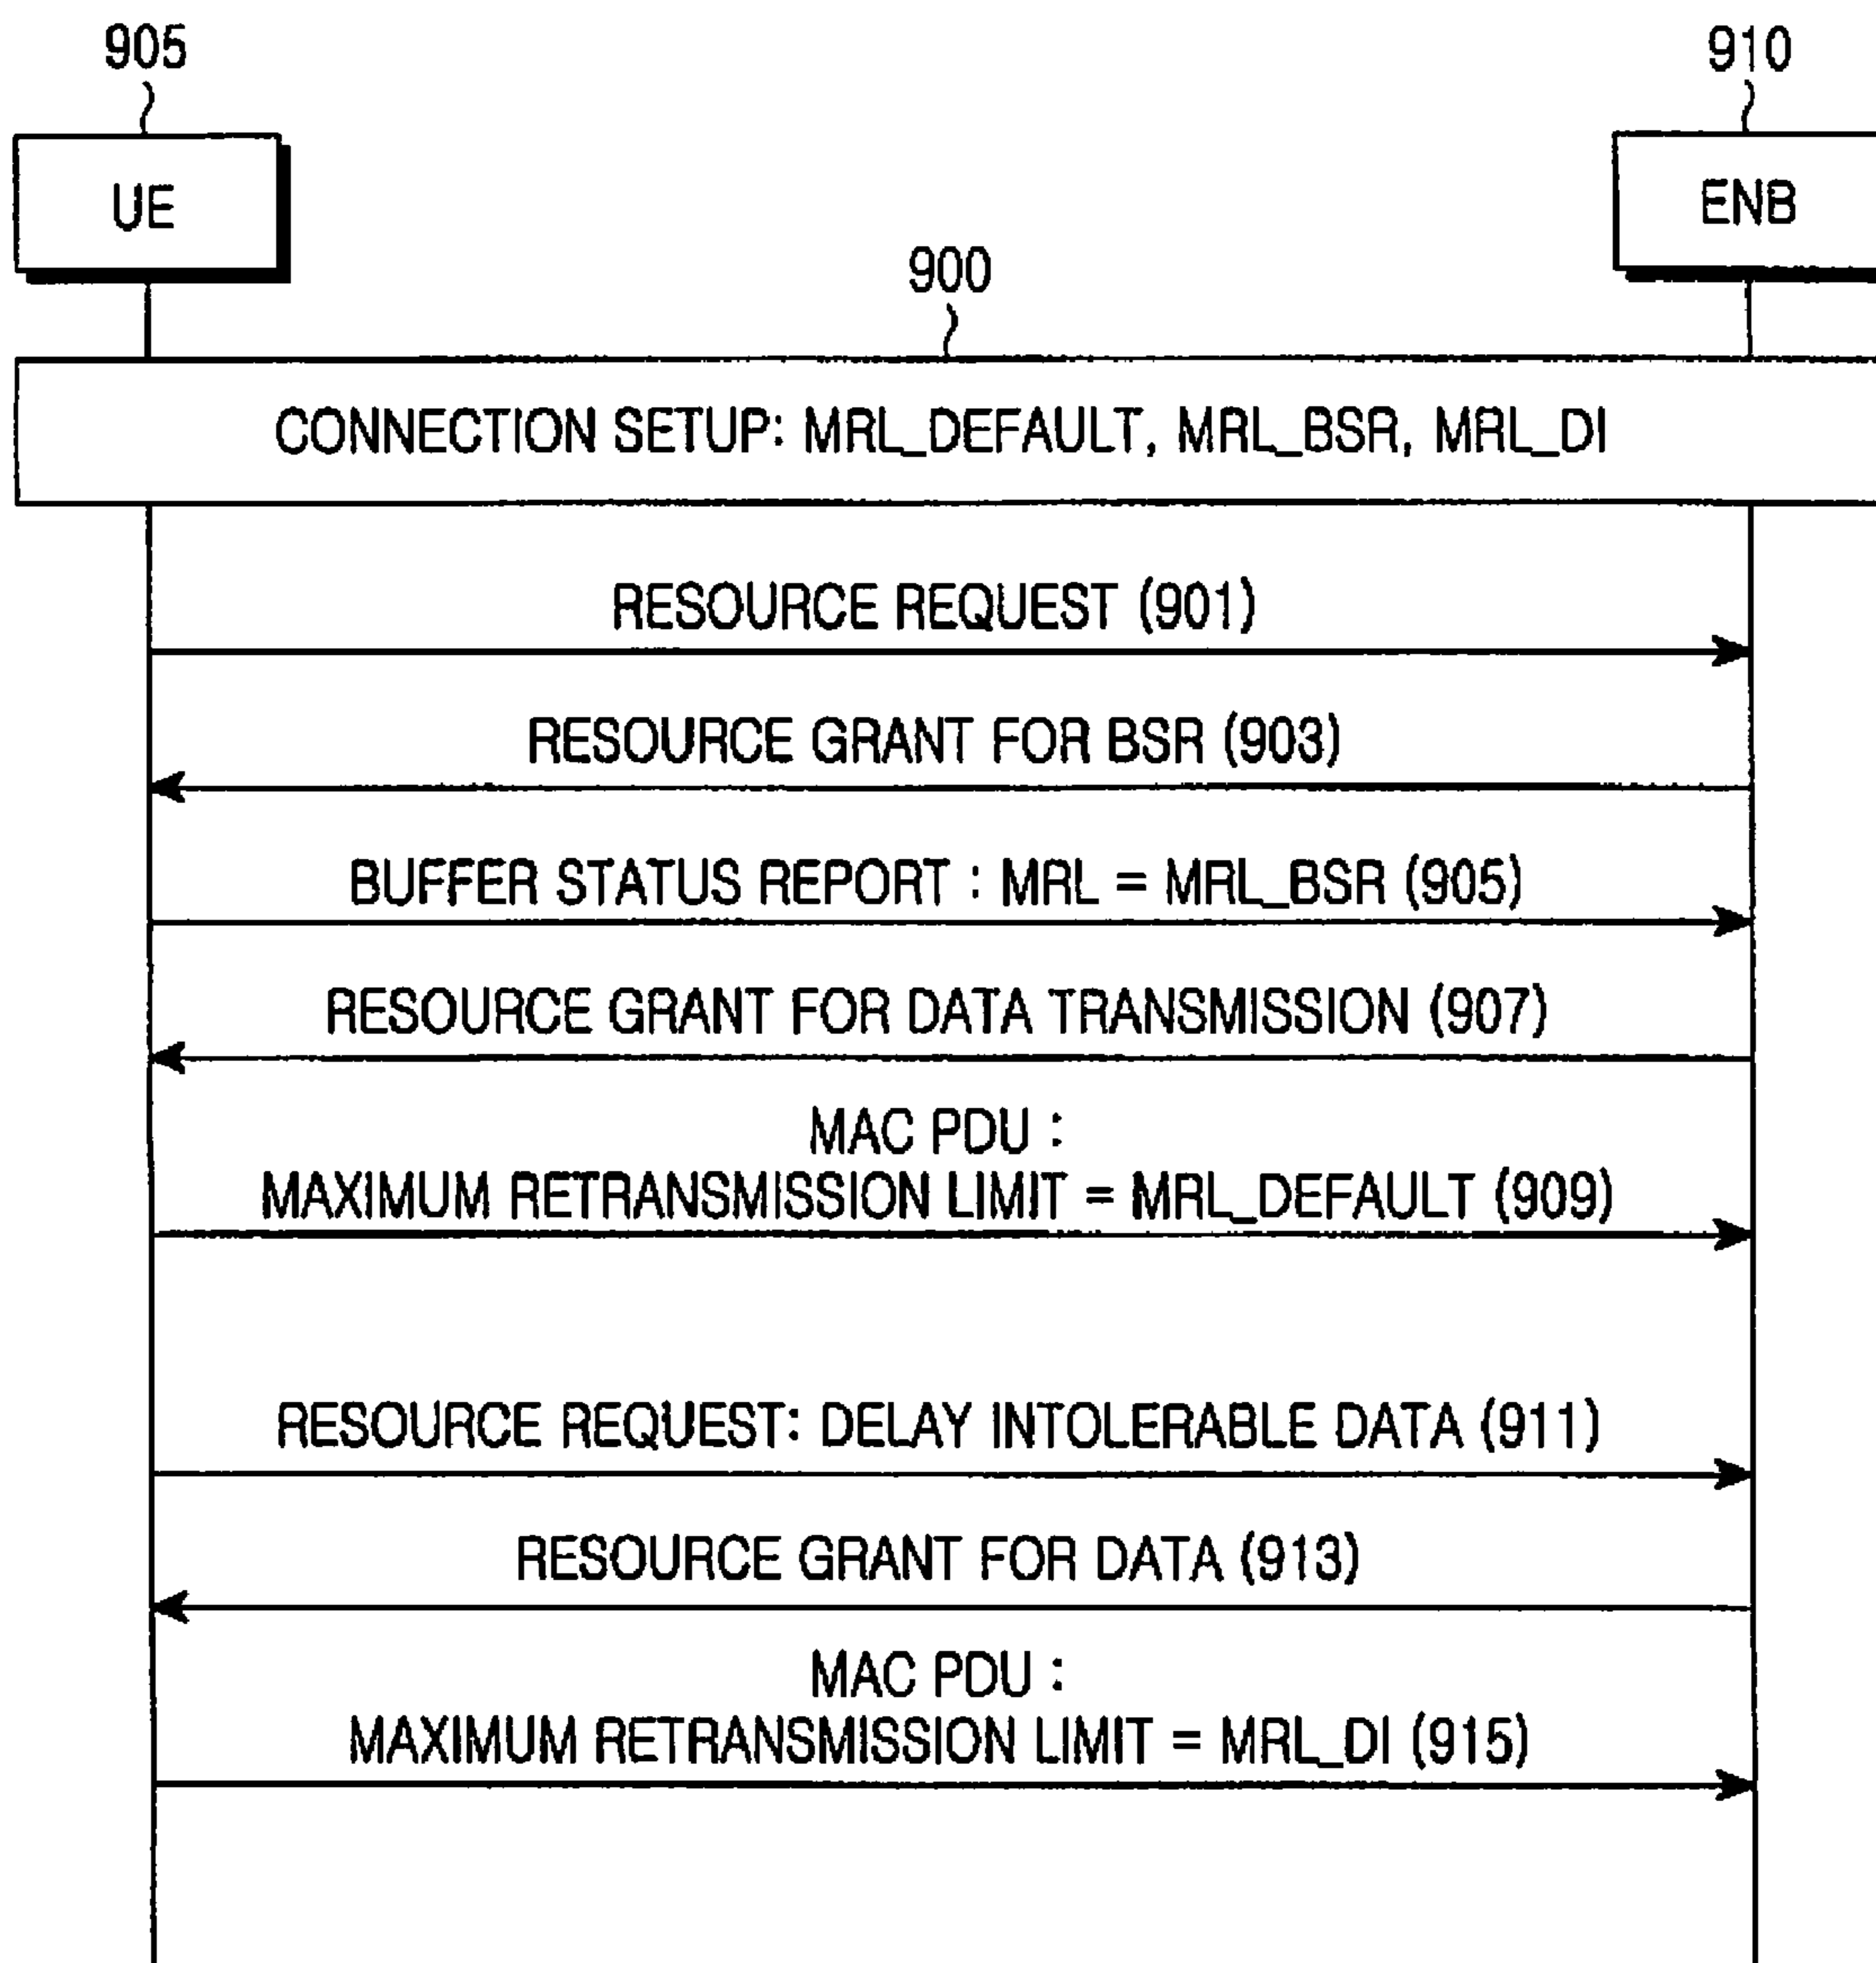 905
910
UE
ENB
900
CONNECTION SETUP: MRL_DEFAULT, MRL_BSR, MRL_DI
RESOURCE REQUEST (901)
RESOURCE GRANT FOR BSR (903)
BUFFER STATUS REPORT : MRL = MRL_BSR (905)
RESOURCE GRANT FOR DATA TRANSMISSION (907)
MAC PDU :
MAXIMUM RETRANSMISSION LIMIT = MRL_DEFAULT (909)
RESOURCE REQUEST: DELAY INTOLERABLE DATA (911)
RESOURCE GRANT FOR DATA (913)
MAC PDU :
MAXIMUM RETRANSMISSION LIMIT = MRL_DI (915)